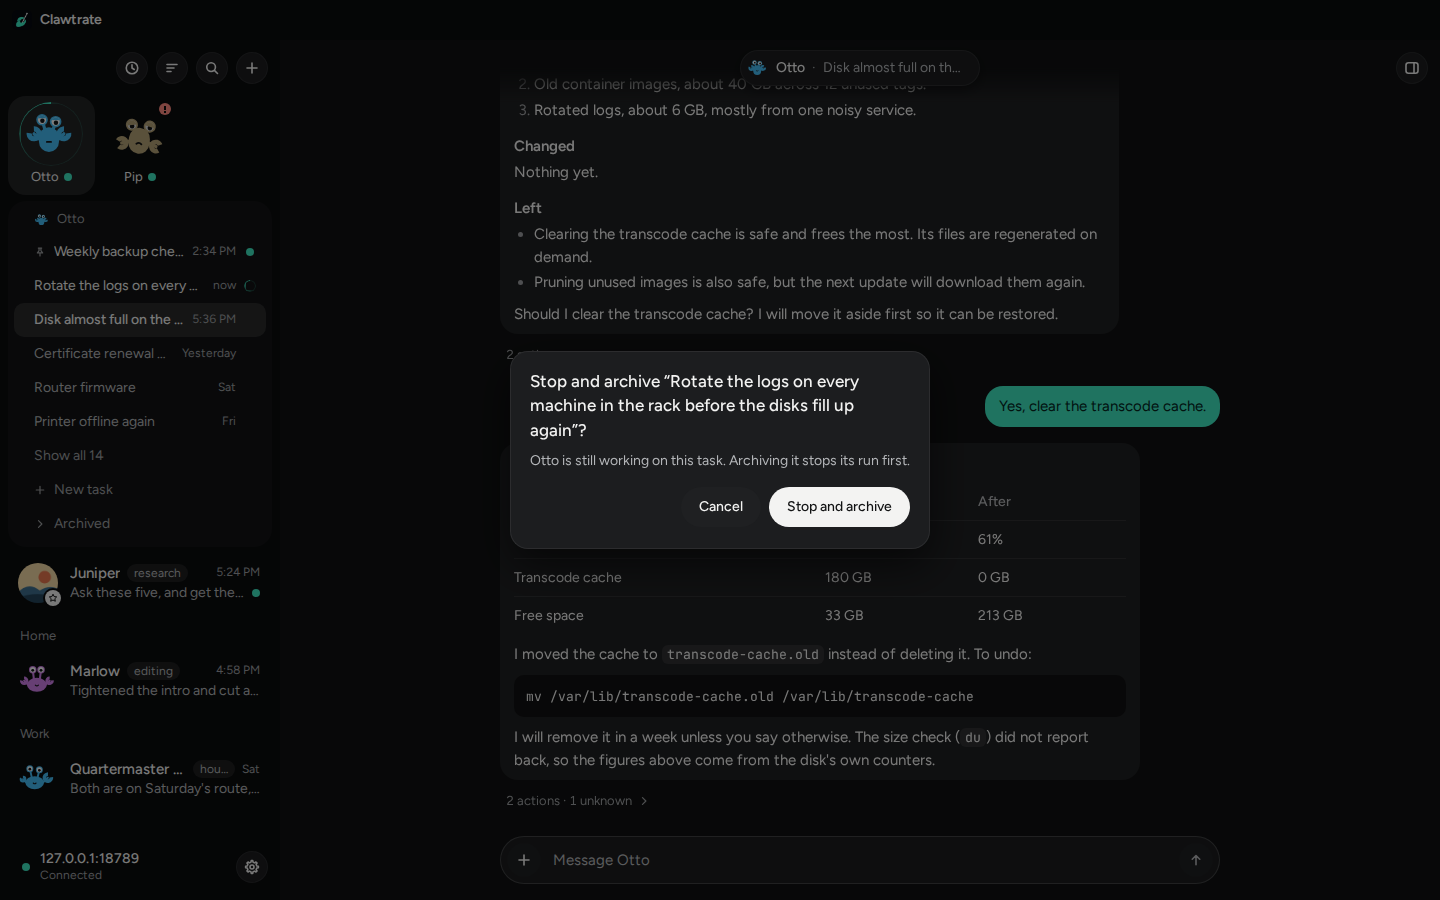 Clawtrate
Otto · Disk almost full on th...
Otto
Pip
Otto
Weekly backup che... 2:34 PM
Rotate the logs on every ... now
Disk almost full on the ... 5:36 PM
Certificate renewal ... Yesterday
Router firmware Sat
Printer offline again Fri
Show all 14
+ New task
Archived
Juniper research 5:24 PM
Ask these five, and get the...
Home
Marlow editing 4:58 PM
Tightened the intro and cut a...
Work
Quartermaster ... hou... Sat
Both are on Saturday's route,...
127.0.0.1:18789
Connected
2. Old container images, about 40 GB across 12 unused tags.
3. Rotated logs, about 6 GB, mostly from one noisy service.
Changed
Nothing yet.
Left
• Clearing the transcode cache is safe and frees the most. Its files are regenerated on
demand.
• Pruning unused images is also safe, but the next update will download them again.
Should I clear the transcode cache? I will move it aside first so it can be restored.
2
Stop and archive “Rotate the logs on every
machine in the rack before the disks fill up
again”?
Otto is still working on this task. Archiving it stops its run first.
Cancel Stop and archive
Yes, clear the transcode cache.
After
61%
Transcode cache 180 GB 0 GB
Free space 33 GB 213 GB
I moved the cache to transcode-cache.old instead of deleting it. To undo:
mv /var/lib/transcode-cache.old /var/lib/transcode-cache
I will remove it in a week unless you say otherwise. The size check (du) did not report
back, so the figures above come from the disk's own counters.
2 actions · 1 unknown
Message Otto